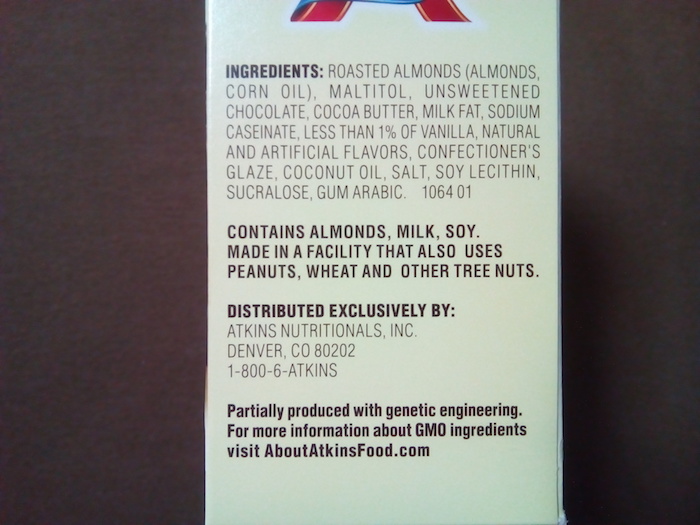 INGREDIENTS: ROASTED ALMONDS (ALMONDS,
CORN OIL), MALTITOL, UNSWEETENED
CHOCOLATE, COCOA BUTTER, MILK FAT, SODIUM
CASEINATE, LESS THAN 1% OF VANILLA, NATURAL
AND ARTIFICIAL FLAVORS, CONFECTIONER'S
GLAZE, COCONUT OIL, SALT, SOY LECITHIN,
SUCRALOSE, GUM ARABIC. 1064 01
CONTAINS ALMONDS, MILK, SOY.
MADE IN A FACILITY THAT ALSO USES
PEANUTS, WHEAT AND OTHER TREE NUTS.
DISTRIBUTED EXCLUSIVELY BY:
ATKINS NUTRITIONALS, INC.
DENVER, CO 80202
1-800-6-ATKINS
Partially produced with genetic engineering.
For more information about GMO ingredients
visit AboutAtkinsFood.com